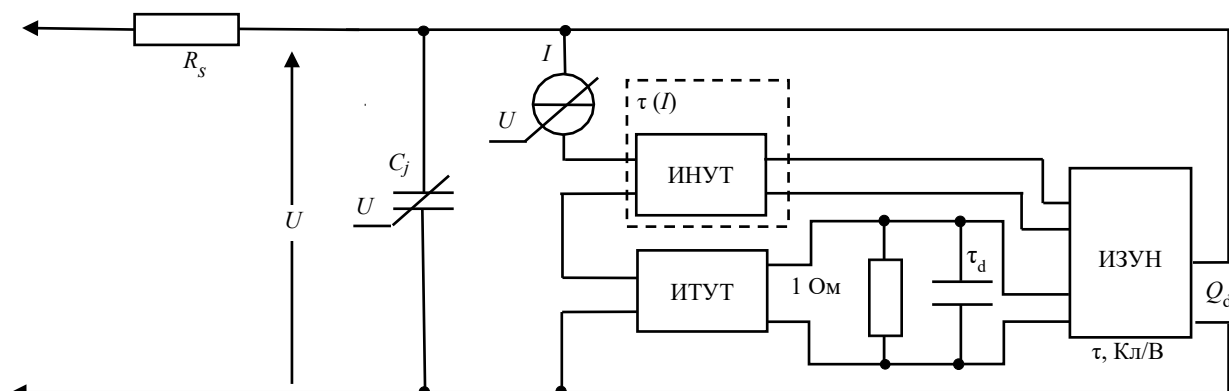 R_s
I
τ (I)
U
C_j
ИНУТ
U
U
ИТУТ
1 Ом
τ_d
ИЗУН
Q_d
τ, Кл/В